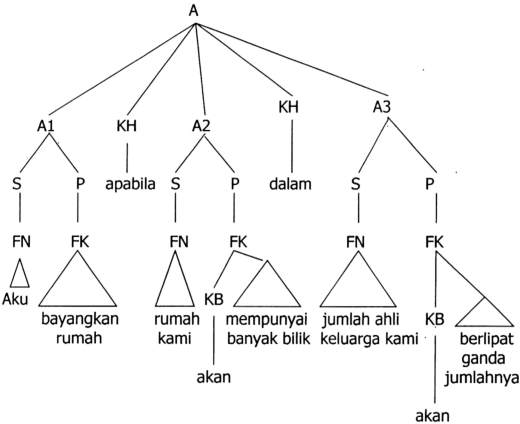 A
KH A3
A1 KH A2
S P apabila S P dalam S P
FN FK FN FK FN FK
Aku KB KB
bayangkan rumah mempunyai jumlah ahli berlipat
rumah kami banyak bilik keluarga kami ganda
akan jumlahnya
akan